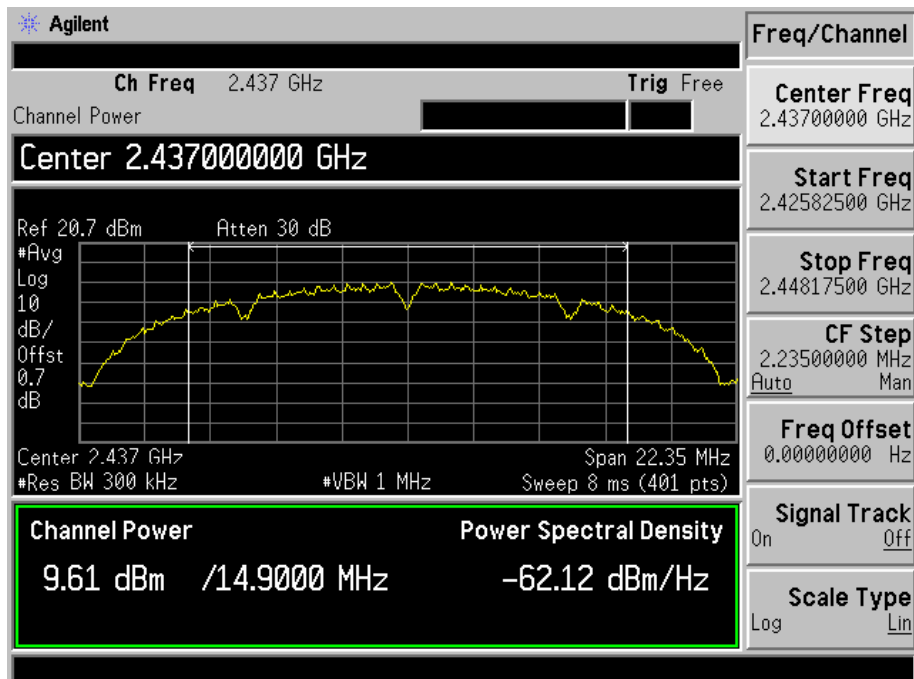 Agilent
Freq/Channel
Ch Freq 2.437 GHz Trig Free
Channel Power
Center 2.437000000 GHz
Ref 20.7 dBm Atten 30 dB
#Avg
Log
10
dB/
Offst
0.7
dB
Center 2.437 GHz Span 22.35 MHz
#Res BW 300 kHz #VBW 1 MHz Sweep 8 ms (401 pts)
Channel Power Power Spectral Density
9.61 dBm /14.9000 MHz -62.12 dBm/Hz
Center Freq
2.43700000 GHz
Start Freq
2.42582500 GHz
Stop Freq
2.44817500 GHz
CF Step
2.23500000 MHz
Auto Man
Freq Offset
0.00000000 Hz
Signal Track
On Off
Scale Type
Log Lin